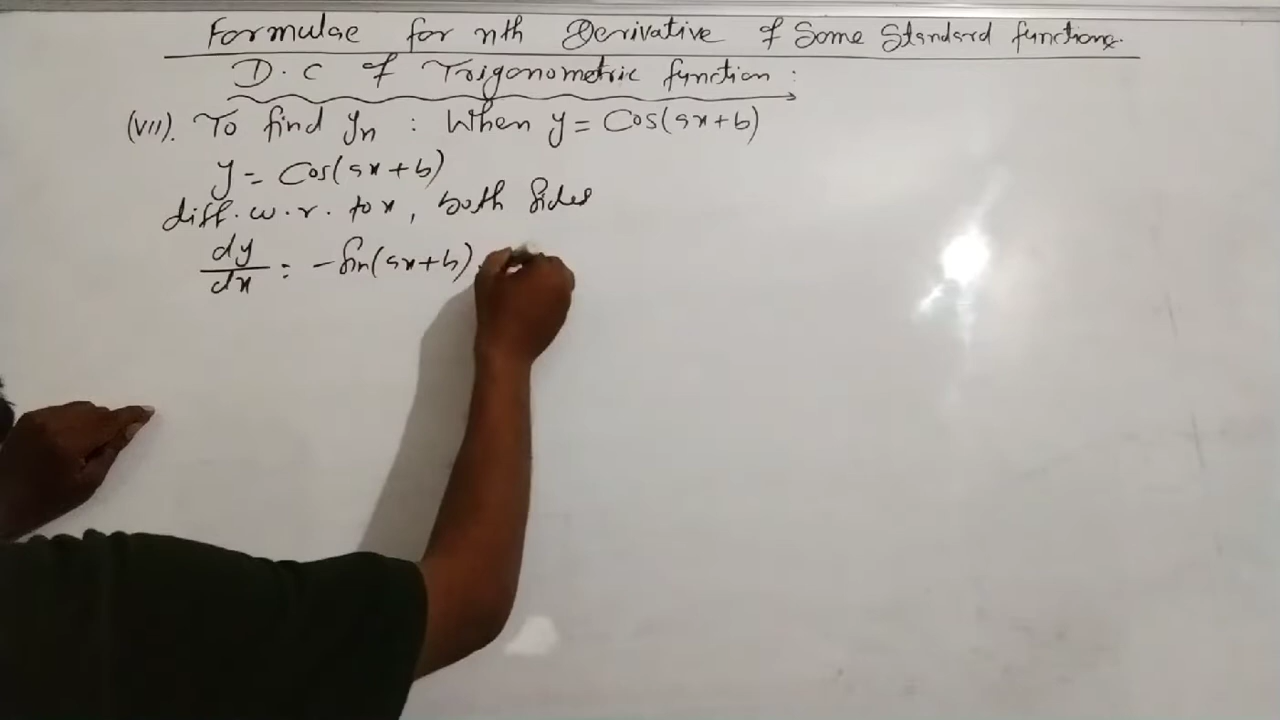 Formulae for nth Derivative of Some Standard functions.
D.C of Trigonometric function :
(VII). To find yn : When y = Cos(ax+b)
y = Cos(ax+b)
diff. w.r. to x, both sides
dy/dx = -Sin(ax+b).